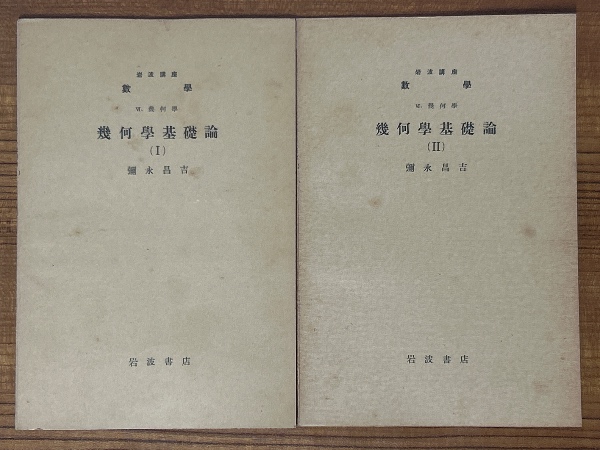 岩波講座
數學
VI. 幾何學
幾何學基礎論
(I)
彌永昌吉
岩波書店
岩波講座
數學
VI. 幾何學
幾何學基礎論
(II)
彌永昌吉
岩波書店